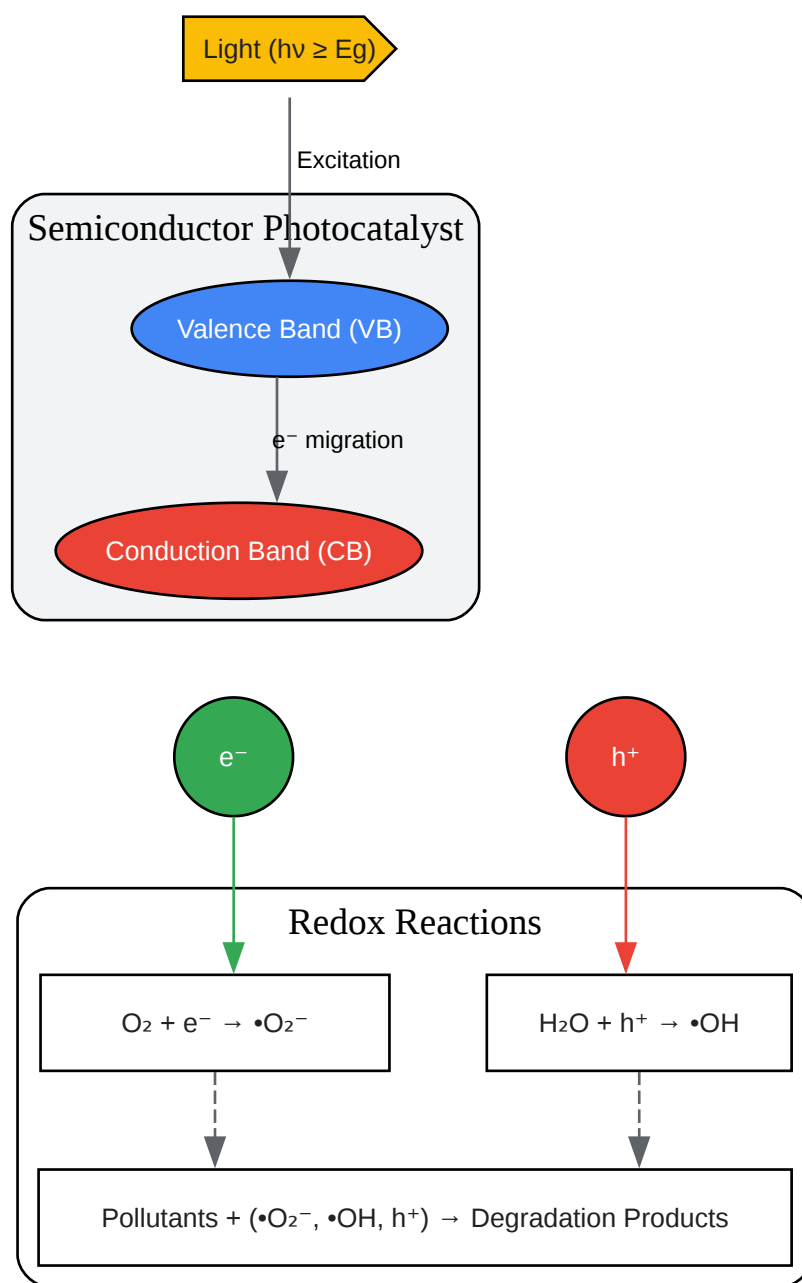 Light (hν ≥ Eg)
Excitation
Semiconductor Photocatalyst
Valence Band (VB)
e⁻ migration
Conduction Band (CB)
e⁻
h⁺
Redox Reactions
O₂ + e⁻ → •O₂⁻
H₂O + h⁺ → •OH
Pollutants + (•O₂⁻, •OH, h⁺) → Degradation Products